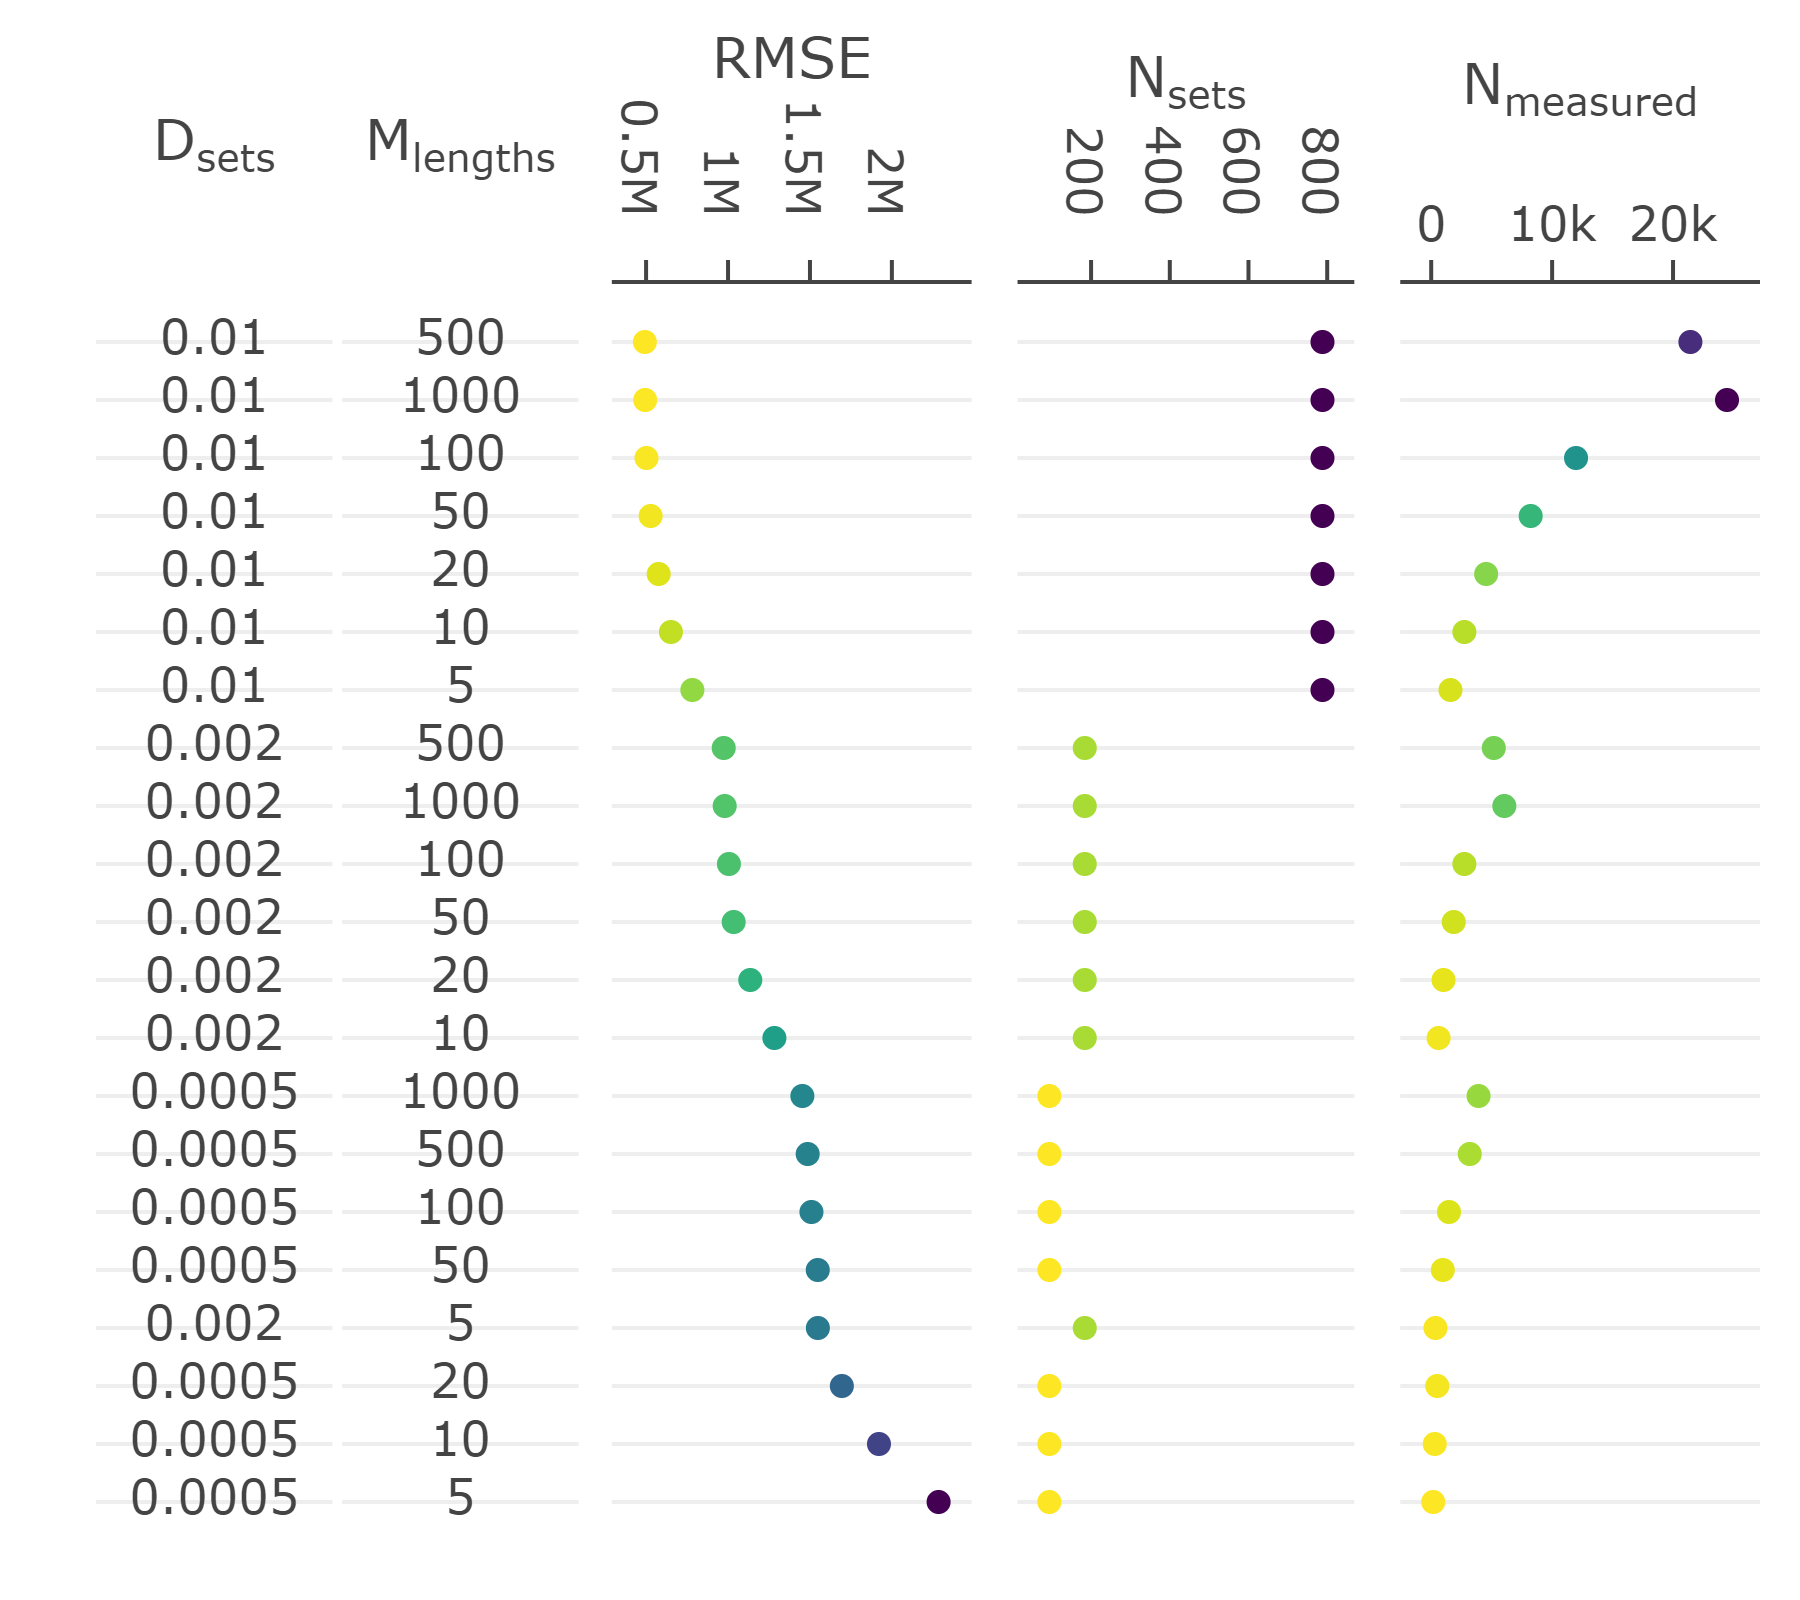 RMSE
N_sets
N_measured
D_sets
M_lengths
0.5M 1M 1.5M 2M
200 400 600 800
0 10k 20k
0.01 500
0.01 1000
0.01 100
0.01 50
0.01 20
0.01 10
0.01 5
0.002 500
0.002 1000
0.002 100
0.002 50
0.002 20
0.002 10
0.0005 1000
0.0005 500
0.0005 100
0.0005 50
0.002 5
0.0005 20
0.0005 10
0.0005 5